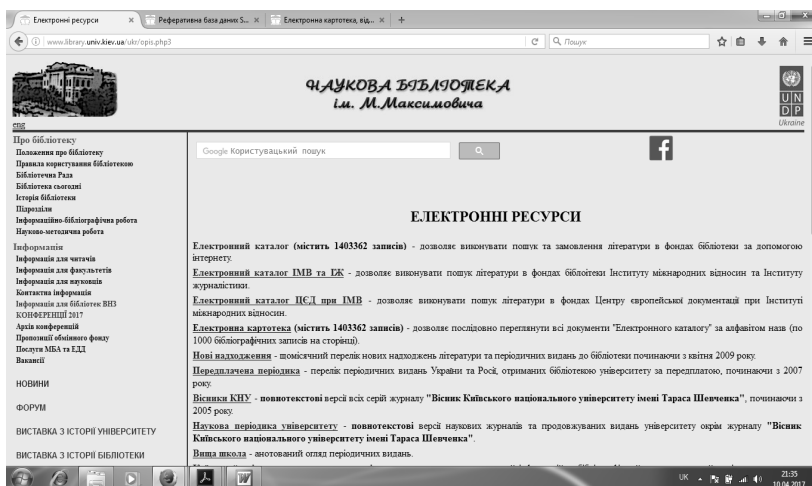 Електронні ресурси
Реферативна база даних S...
Електронна картотека, від...
www.library.univ.kiev.ua/ukr/opis.php3
Пошук
НАУКОВА БІБЛІОТЕКА
ім. М.Максимовича
UNDP
Ukraine
eng
Про бібліотеку
Положення про бібліотеку
Правила користування бібліотекою
Бібліотечна Рада
Бібліотека сьогодні
Історія бібліотеки
Підрозділи
Інформаційно-бібліографічна робота
Науково-методична робота
Інформація
Інформація для читачів
Інформація для факультетів
Інформація для науковців
Контактна інформація
Інформація для бібліотек ВНЗ
КОНФЕРЕНЦІЇ 2017
Архів конференцій
Пропозиції обмінного фонду
Послуги МБА та ЕДД
Вакансії
НОВИНИ
ФОРУМ
ВИСТАВКА З ІСТОРІЇ УНІВЕРСИТЕТУ
ВИСТАВКА З ІСТОРІЇ БІБЛІОТЕКИ
Google Користувацький пошук
ЕЛЕКТРОННІ РЕСУРСИ
Електронний каталог (містить 1403362 записів) - дозволяє виконувати пошук та замовлення літератури в фондах бібліотеки за допомогою
інтернету.
Електронний каталог ІМВ та ІЖ - дозволяє виконувати пошук літератури в фондах бібліотеки Інституту міжнародних відносин та Інституту
журналістики.
Електронний каталог ЦЄД при ІМВ - дозволяє виконувати пошук літератури в фондах Центру європейської документації при Інституті
міжнародних відносин.
Електронна картотека (містить 1403362 записів) - дозволяє послідовно переглянути всі документи "Електронного каталогу" за алфавітом назв (по
1000 бібліографічних записів на сторінці).
Нові надходження - щомісячний перелік нових надходжень літератури та періодичних видань до бібліотеки починаючи з квітня 2009 року.
Передплачена періодика - перелік періодичних видань України та Росії, отриманих бібліотекою університету за передплатою, починаючи з 2007
року.
Вісники КНУ - повнотекстові версії всіх серій журналу "Вісник Київського національного університету імені Тараса Шевченка", починаючи з
2005 року.
Наукова періодика університету - повнотекстові версії наукових журналів та продовжуваних видань університету окрім журналу "Вісник
Київського національного університету імені Тараса Шевченка".
Вища школа - анотований огляд періодичних видань.
UK
21:35
10.04.2017